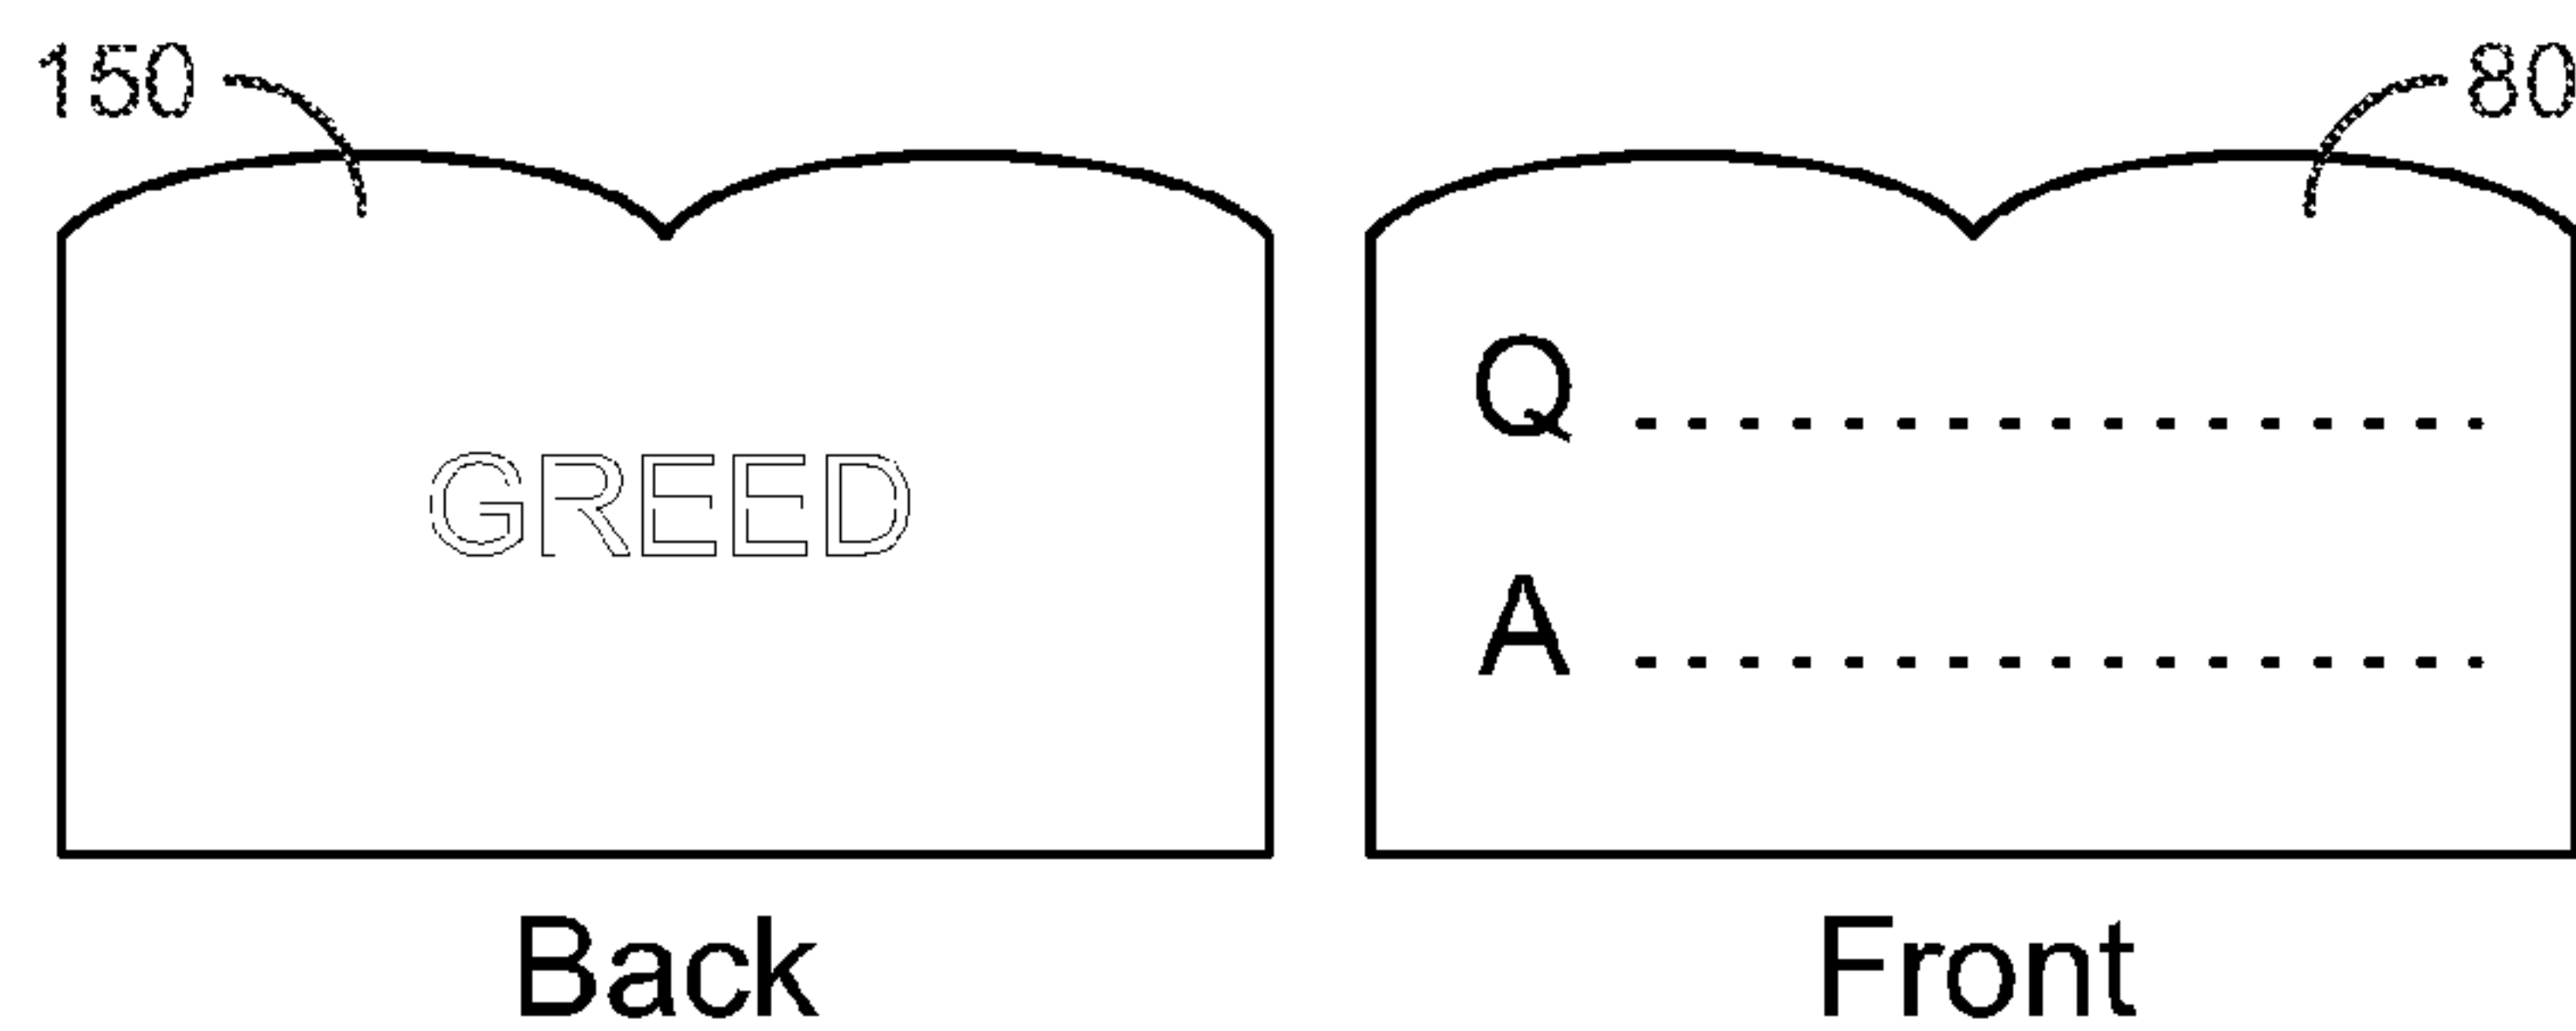 150
80
GREED
Q - - - - - - - - - - - - - - - - -
A - - - - - - - - - - - - - - - - -
Back
Front